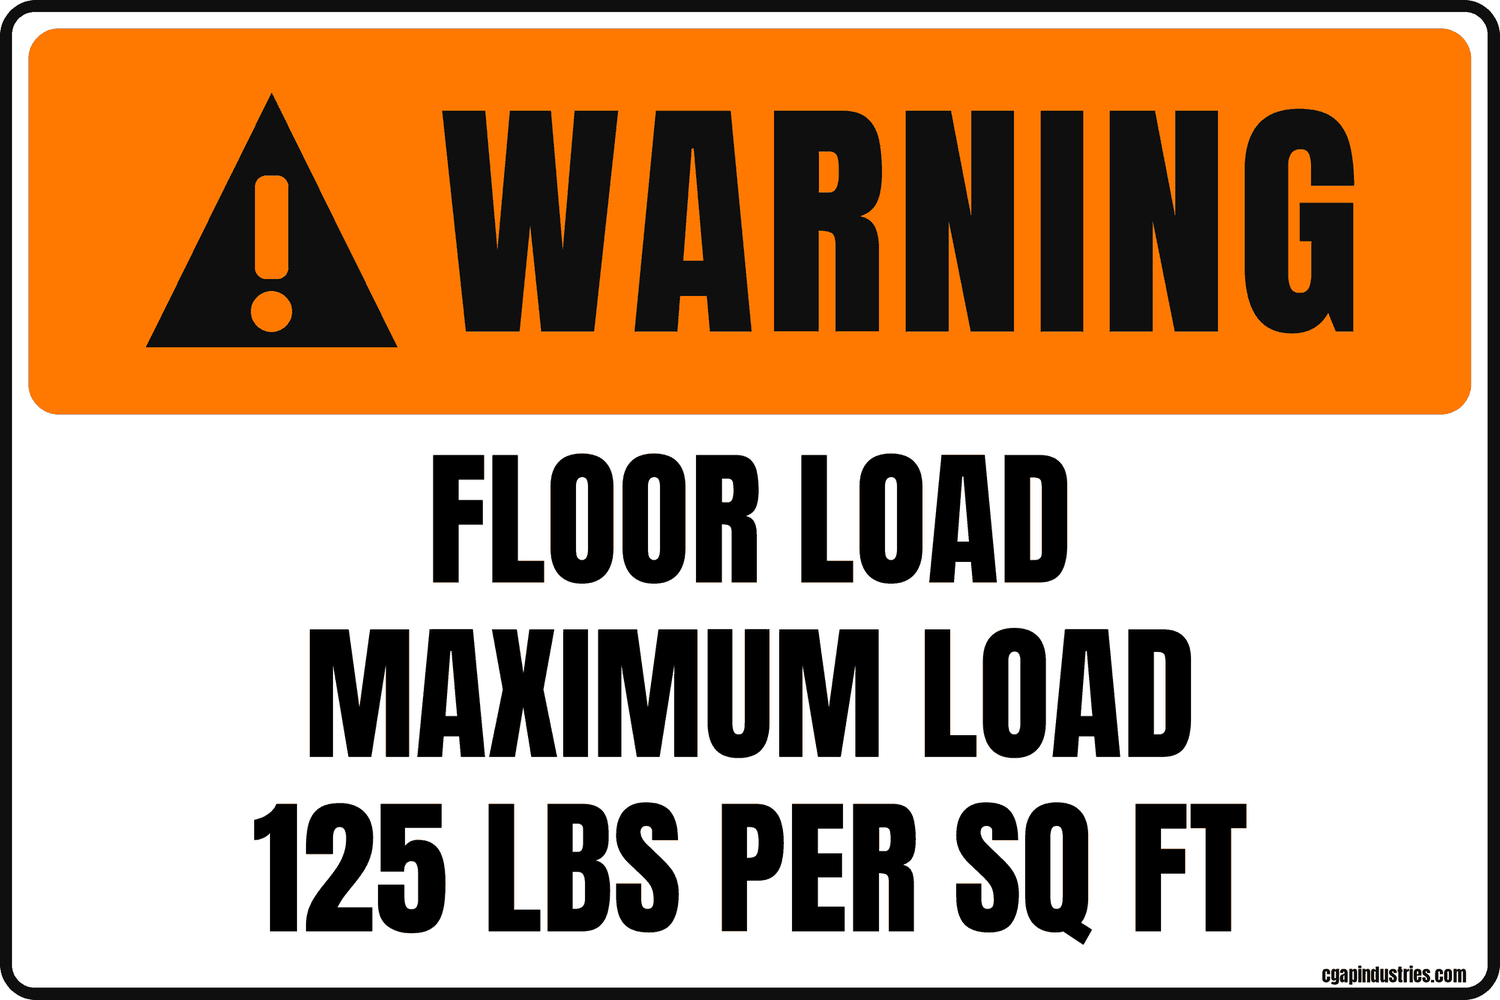 WARNING
FLOOR LOAD
MAXIMUM LOAD
125 LBS PER SQ FT
cgapindustries.com